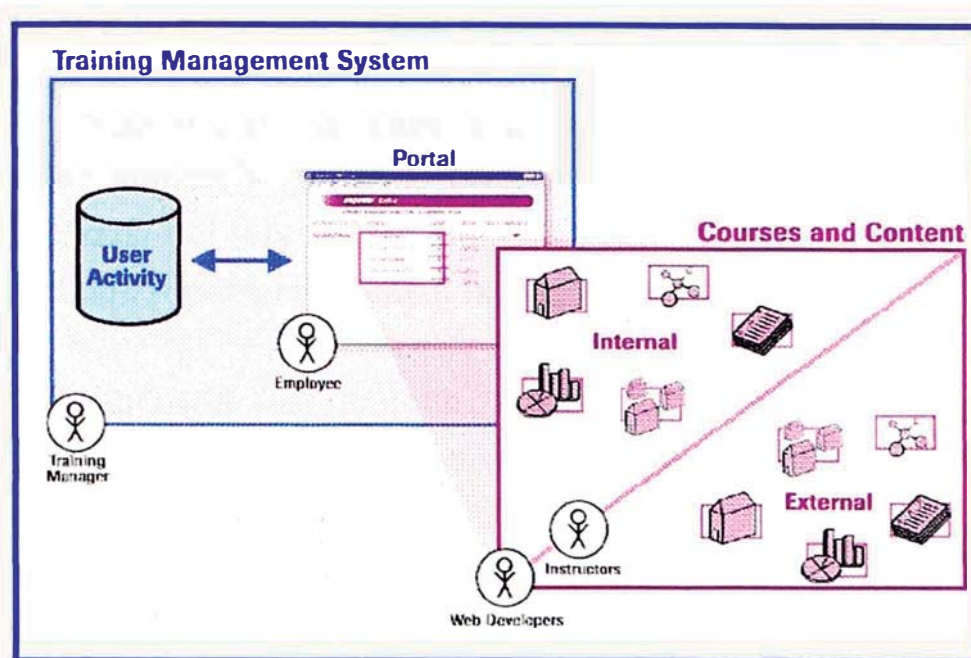 Training Management System
Portal
User
Activity
Courses and Content
Internal
Employee
Training
Manager
External
Instructors
Web Developers